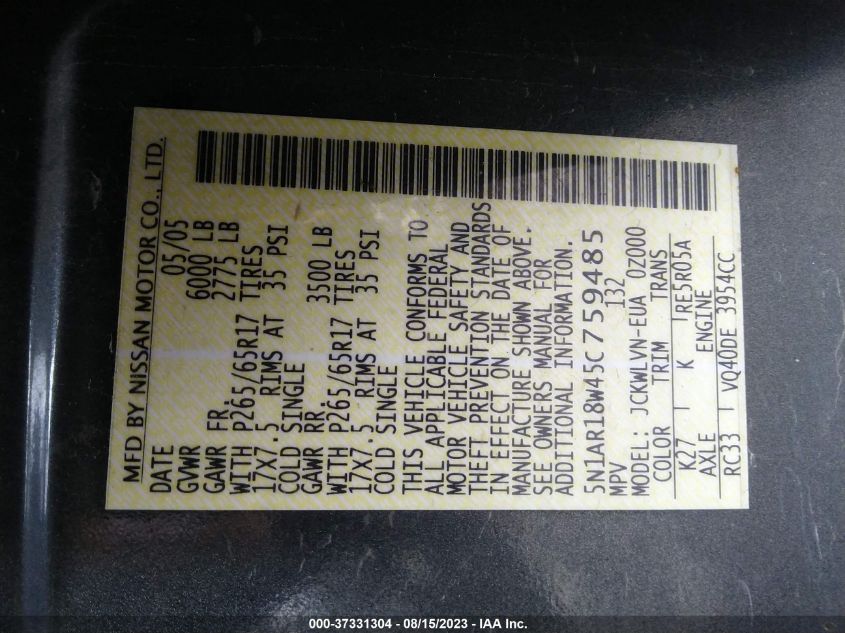 MFD BY NISSAN MOTOR CO., LTD.
DATE 05/05
GVWR 6000 LB
GAWR FR. 2775 LB
WITH P265/65R17 TIRES
17X7.5 RIMS AT 35 PSI
COLD SINGLE
GAWR RR. 3500 LB
WITH P265/65R17 TIRES
17X7.5 RIMS AT 35 PSI
COLD SINGLE
THIS VEHICLE CONFORMS TO
ALL APPLICABLE FEDERAL
MOTOR VEHICLE SAFETY AND
THEFT PREVENTION STANDARDS
IN EFFECT ON THE DATE OF
MANUFACTURE SHOWN ABOVE.
SEE OWNERS MANUAL FOR
ADDITIONAL INFORMATION.
5N1AR18W45C759485
MPV 132
MODEL: JCKWLVN-EUA 0Z000
COLOR TRIM TRANS
K27 K RE5R05A
AXLE ENGINE
RC33 VQ40DE 3954CC
000-37331304 - 08/15/2023 - IAA Inc.